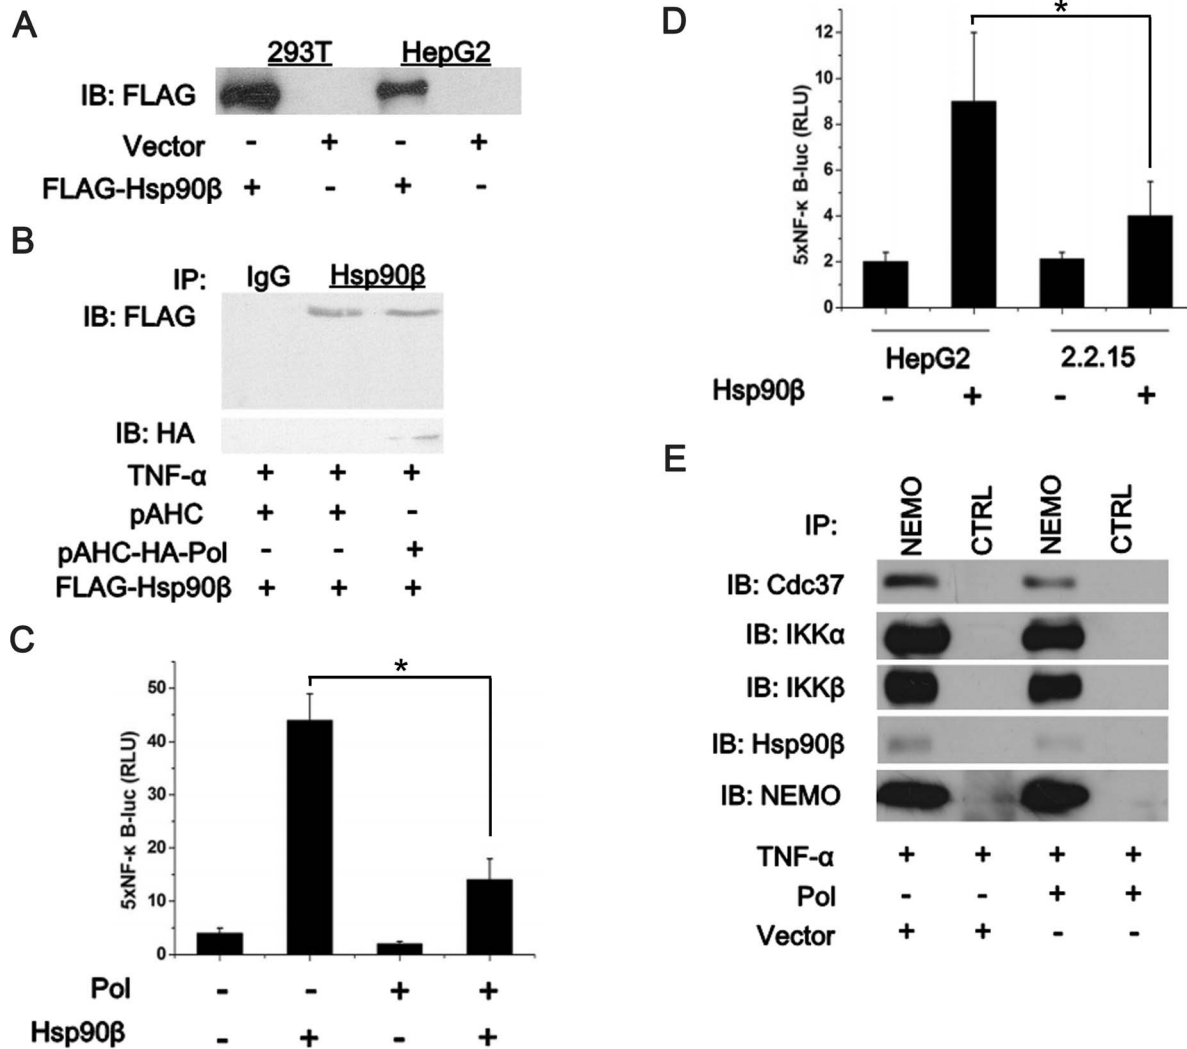 A
293T HepG2
IB: FLAG
Vector - + - +
FLAG-Hsp90β + - + -
B
IP: IgG Hsp90β
IB: FLAG
IB: HA
TNF-α + + +
pAHC + + -
pAHC-HA-Pol - - +
FLAG-Hsp90β + + +
C
*
5xNF-κ B-luc (RLU)
50
40
30
20
10
0
Pol - - + +
Hsp90β - + - +
D
*
5xNF-κ B-luc (RLU)
12
10
8
6
4
2
0
HepG2 2.2.15
Hsp90β - + - +
E
IP: NEMO CTRL NEMO CTRL
IB: Cdc37
IB: IKKα
IB: IKKβ
IB: Hsp90β
IB: NEMO
TNF-α + + + +
Pol - - + +
Vector + + - -